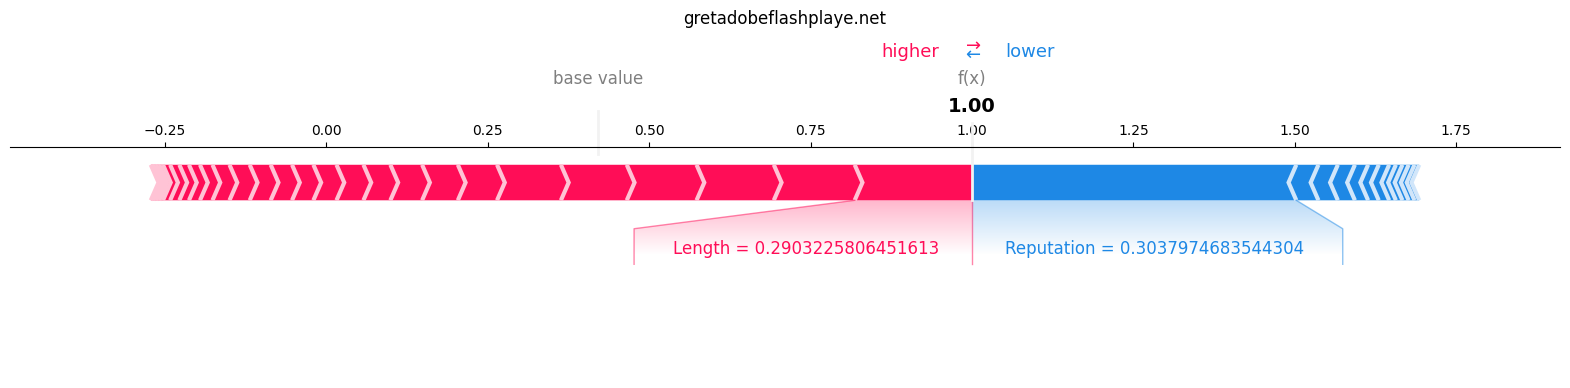 gretadobeflashplaye.net
higher → ← lower
base value f(x)
1.00
−0.25 0.00 0.25 0.50 0.75 1.00 1.25 1.50 1.75
Length = 0.2903225806451613 Reputation = 0.3037974683544304